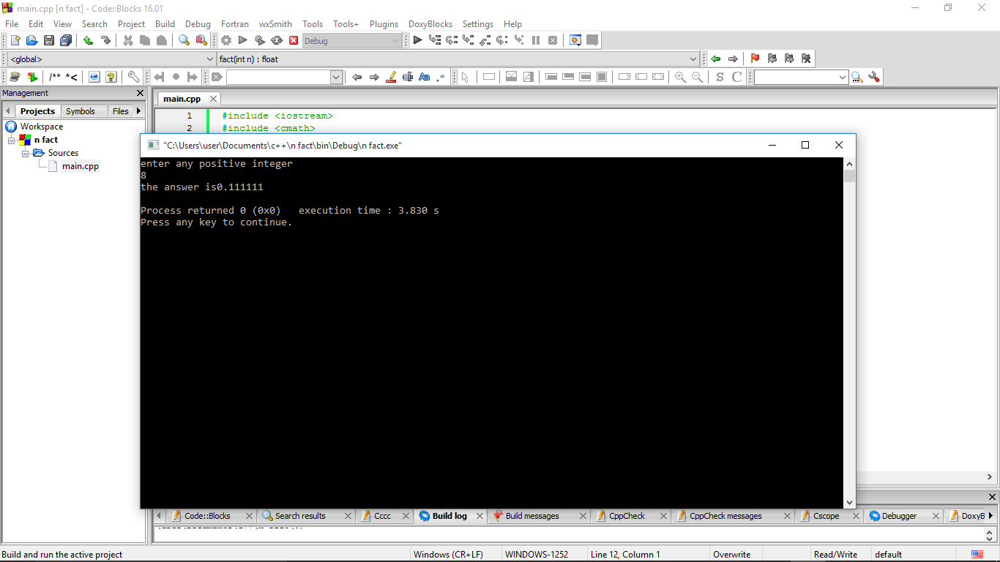 main.cpp [n fact] - Code::Blocks 16.01
File Edit View Search Project Build Debug Fortran wxSmith Tools Tools+ Plugins DoxyBlocks Settings Help
Debug
<global> fact(int n) : float
/** *< Aa .* S C
Management
Projects Symbols Files
main.cpp
Workspace
n fact
Sources
main.cpp
1 #include <iostream>
2 #include <cmath>
"C:\Users\user\Documents\c++\n fact\bin\Debug\n fact.exe"
enter any positive integer
8
the answer is0.111111
Process returned 0 (0x0) execution time : 3.830 s
Press any key to continue.
Code::Blocks Search results Cccc Build log Build messages CppCheck CppCheck messages Cscope Debugger DoxyB
Build and run the active project Windows (CR+LF) WINDOWS-1252 Line 12, Column 1 Overwrite Read/Write default